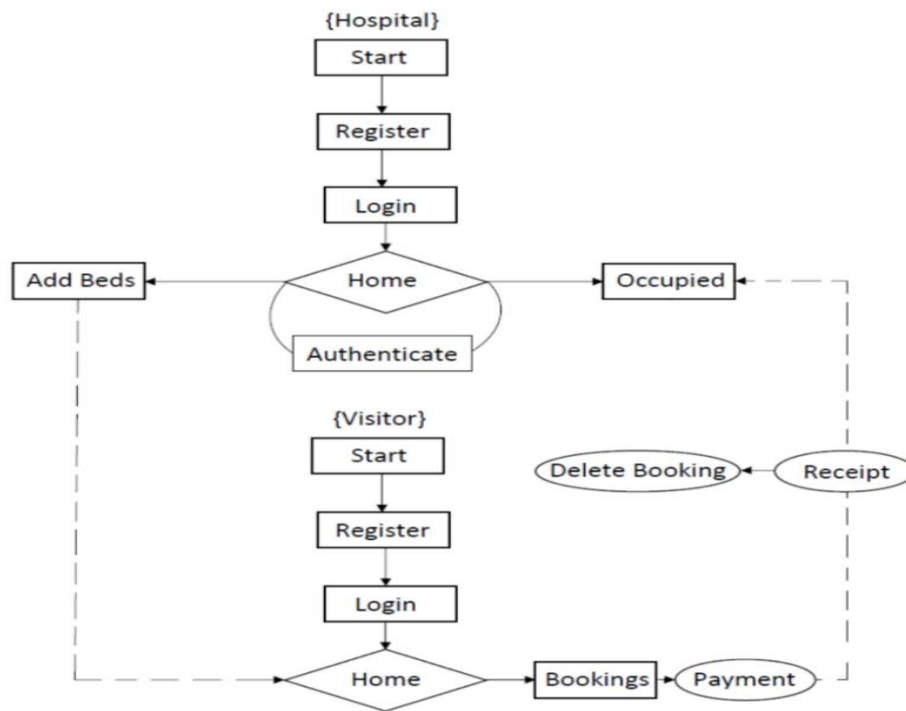 {Hospital}
Start
Register
Login
Add Beds
Home
Occupied
Authenticate
{Visitor}
Start
Delete Booking
Receipt
Register
Login
Home
Bookings
Payment